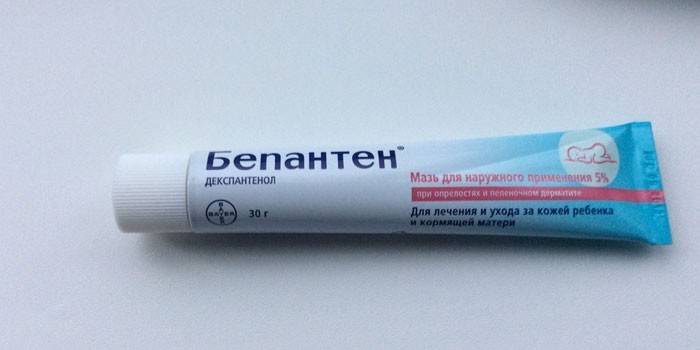 Бепантен®
ДЕКСПАНТЕНОЛ
BAYER
BAYER
30 г
Мазь для наружного применения 5%
при опрелостях и пеленочном дерматите
Для лечения и ухода за кожей ребенка
и кормящей матери